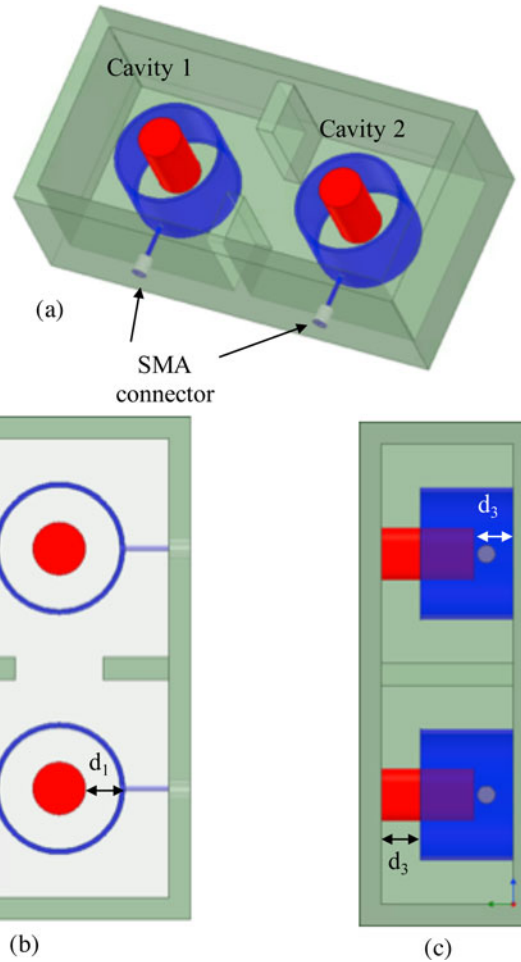 Cavity 1
Cavity 2
(a)
SMA
connector
d₃
d₁
d₃
(b)
(c)